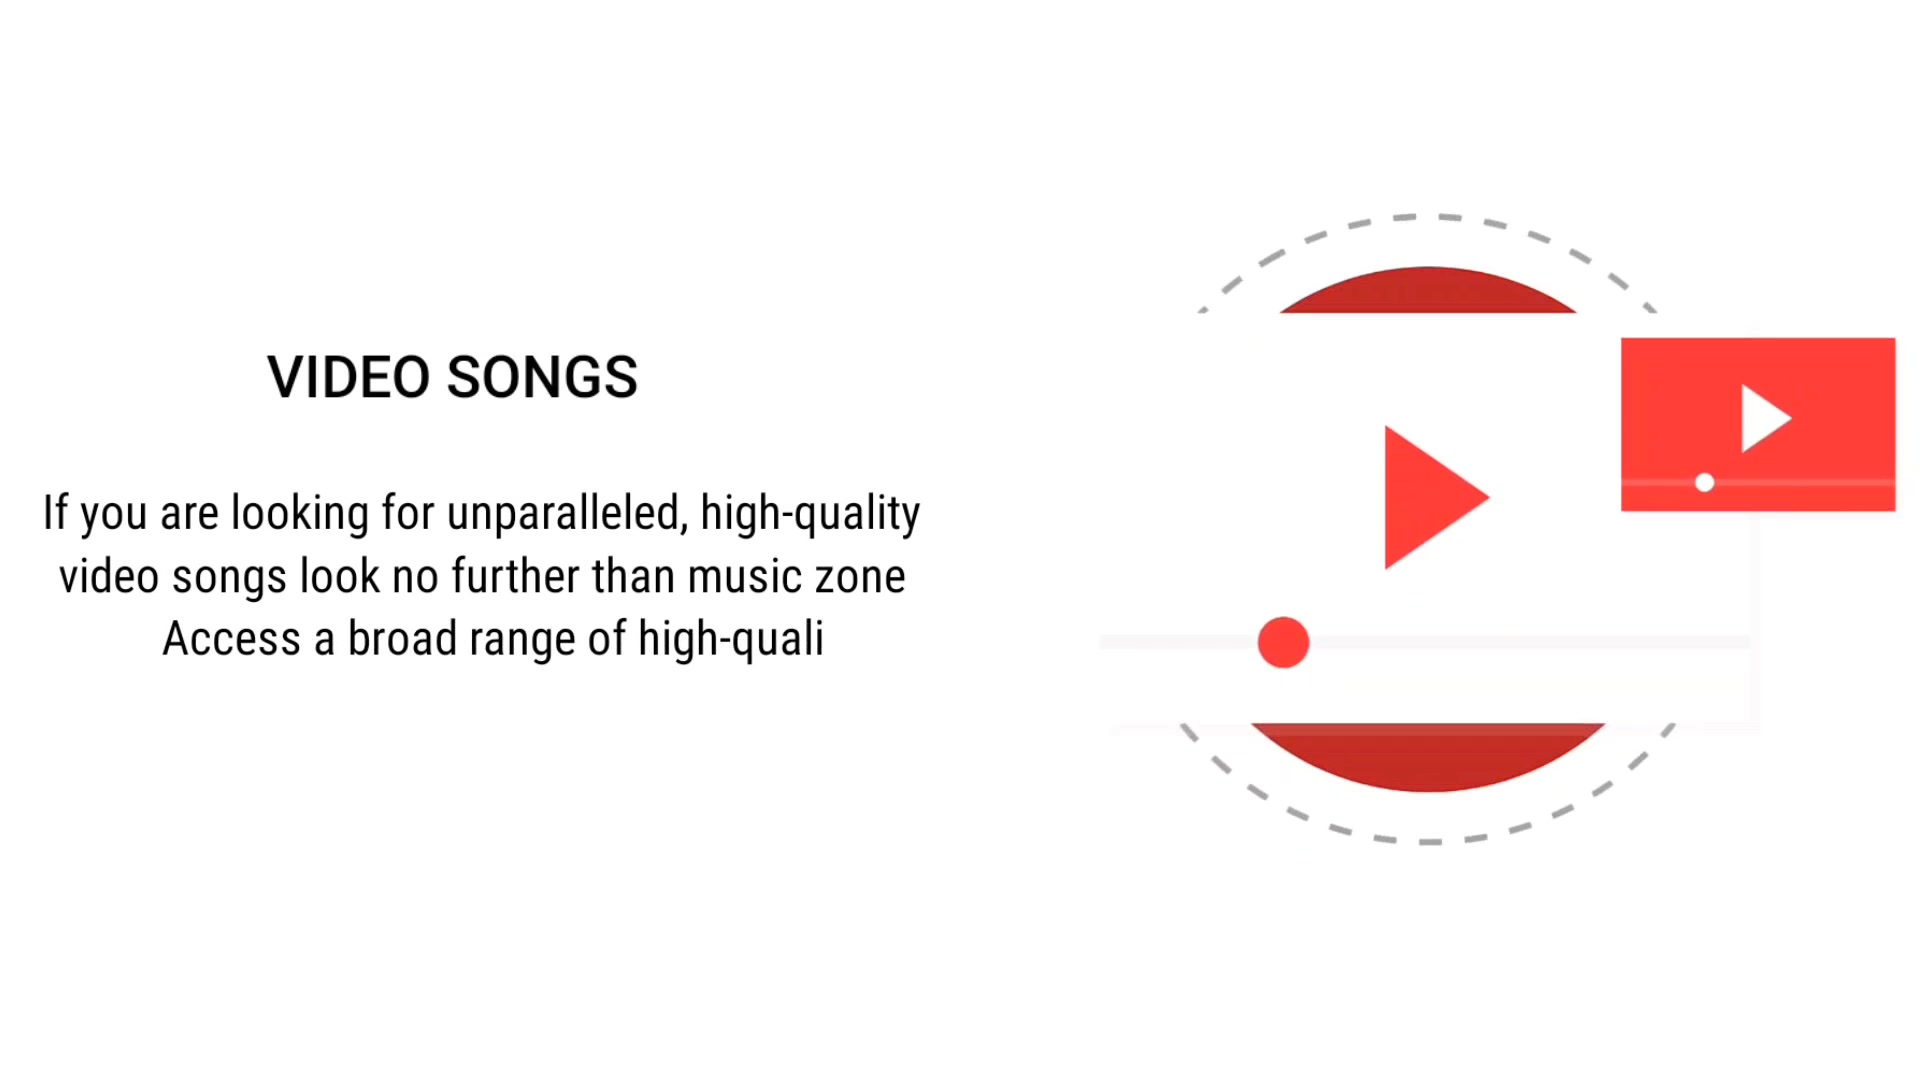 VIDEO SONGS
If you are looking for unparalleled, high-quality
video songs look no further than music zone
Access a broad range of high-quali